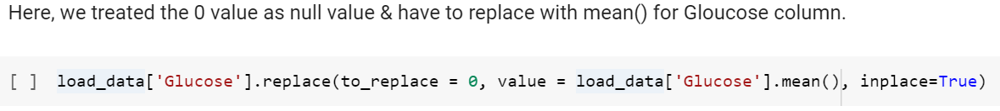 Here, we treated the 0 value as null value & have to replace with mean() for Gloucose column.
[ ] load_data['Glucose'].replace(to_replace = 0, value = load_data['Glucose'].mean(), inplace=True)